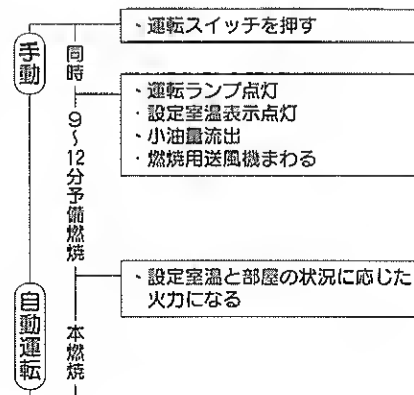 ・運転スイッチを押す
手動
同時
・運転ランプ点灯
・設定室温表示点灯
・小油量流出
・燃焼用送風機まわる
9～12分予備燃焼
・設定室温と部屋の状況に応じた
火力になる
自動運転
本燃焼